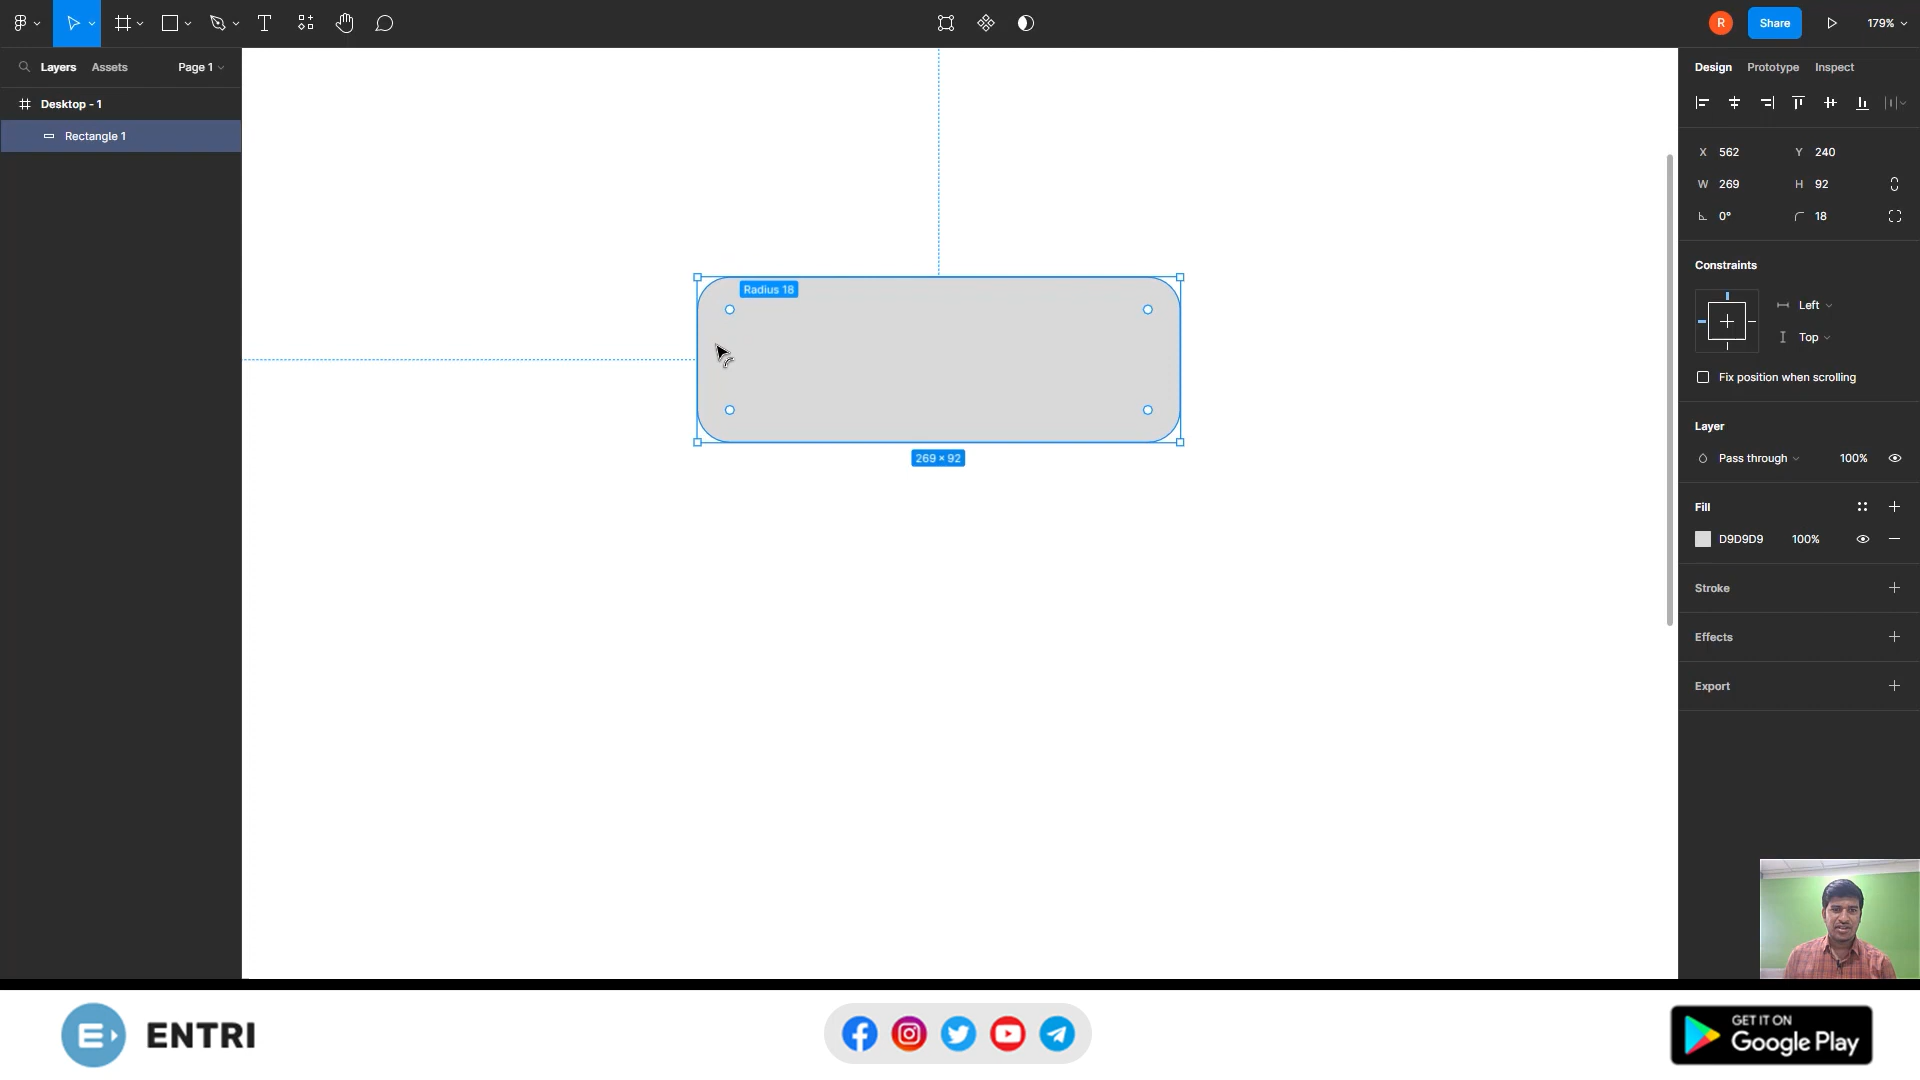 R
Share
179%
Layers
Assets
Page 1
Design
Prototype
Inspect
Desktop - 1
Rectangle 1
X 562
Y 240
W 269
H 92
0°
18
Constraints
Left
Top
Fix position when scrolling
Radius 18
269 × 92
Layer
Pass through
100%
Fill
D9D9D9
100%
Stroke
Effects
Export
E
ENTRI
GET IT ON
Google Play